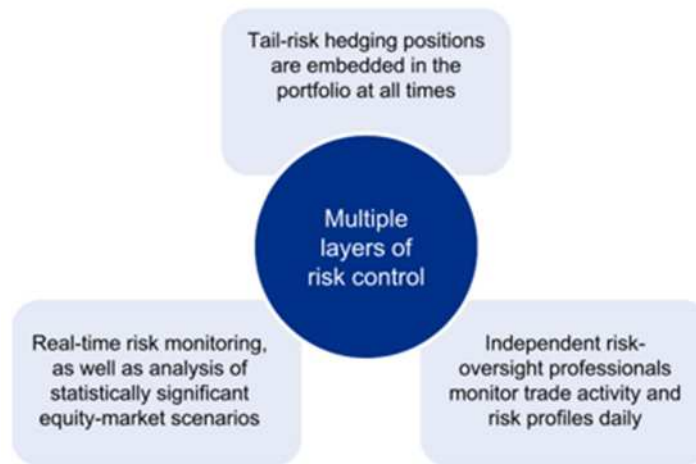 Tail-risk hedging positions
are embedded in the
portfolio at all times
Multiple
layers of
risk control
Real-time risk monitoring,
as well as analysis of
statistically significant
equity-market scenarios
Independent risk-
oversight professionals
monitor trade activity and
risk profiles daily